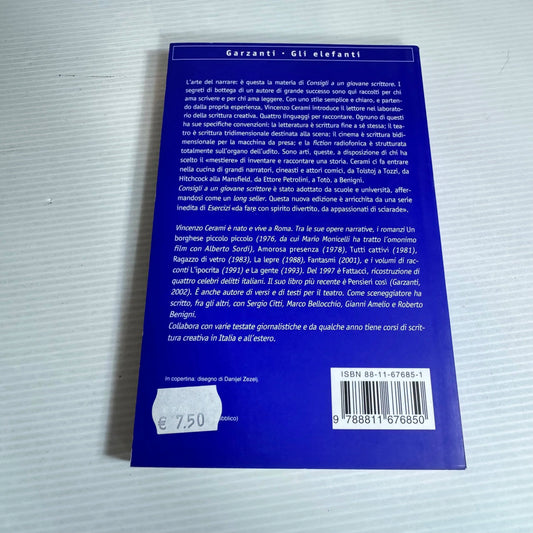 Garzanti · Gli elefanti
L'arte del narrare: è questa la materia di Consigli a un giovane scrittore. I
segreti di bottega di un autore di grande successo sono qui raccolti per chi
ama scrivere e per chi ama leggere. Con uno stile semplice e chiaro, e parten-
do dalla propria esperienza, Vincenzo Cerami introduce il lettore nel laborato-
rio della scrittura creativa. Quattro linguaggi per raccontare. Ognuno di questi
ha sue specifiche convenzioni: la letteratura è scrittura fine a sé stessa; il tea-
tro è scrittura tridimensionale destinata alla scena; il cinema è scrittura bidi-
mensionale per la macchina da presa; e la fiction radiofonica è strutturata
totalmente sull'organo dell'udito. Sono arti, queste, a disposizione di chi ha
scelto il «mestiere» di inventare e raccontare una storia. Cerami ci fa entrare
nella cucina di grandi narratori, cineasti e attori comici, da Tolstoj a Tozzi, da
Hitchcock alla Mansfield, da Ettore Petrolini, a Totò, a Benigni.
Consigli a un giovane scrittore è stato adottato da scuole e università, affer-
mandosi come un long seller. Questa nuova edizione è arricchita da una serie
inedita di Esercizi «da fare con spirito divertito, da appassionati di sciarade».
Vincenzo Cerami è nato e vive a Roma. Tra le sue opere narrative, i romanzi Un
borghese piccolo piccolo (1976, da cui Mario Monicelli ha tratto l'omonimo
film con Alberto Sordi), Amorosa presenza (1978), Tutti cattivi (1981),
Ragazzo di vetro (1983), La lepre (1988), Fantasmi (2001), e i volumi di rac-
conti L'ipocrita (1991) e La gente (1993). Del 1997 è Fattacci, ricostruzione di
quattro celebri delitti italiani. Il suo libro più recente è Pensieri così (Garzanti,
2002). È anche autore di versi e di testi per il teatro. Come sceneggiatore ha
scritto, fra gli altri, con Sergio Citti, Marco Bellocchio, Gianni Amelio e Roberto
Benigni.
Collabora con varie testate giornalistiche e da qualche anno tiene corsi di scrit-
tura creativa in Italia e all'estero.
In copertina: disegno di Danijel Zezelj.
€ 7.50
ISBN 88-11-67685-1
9 788811 676850